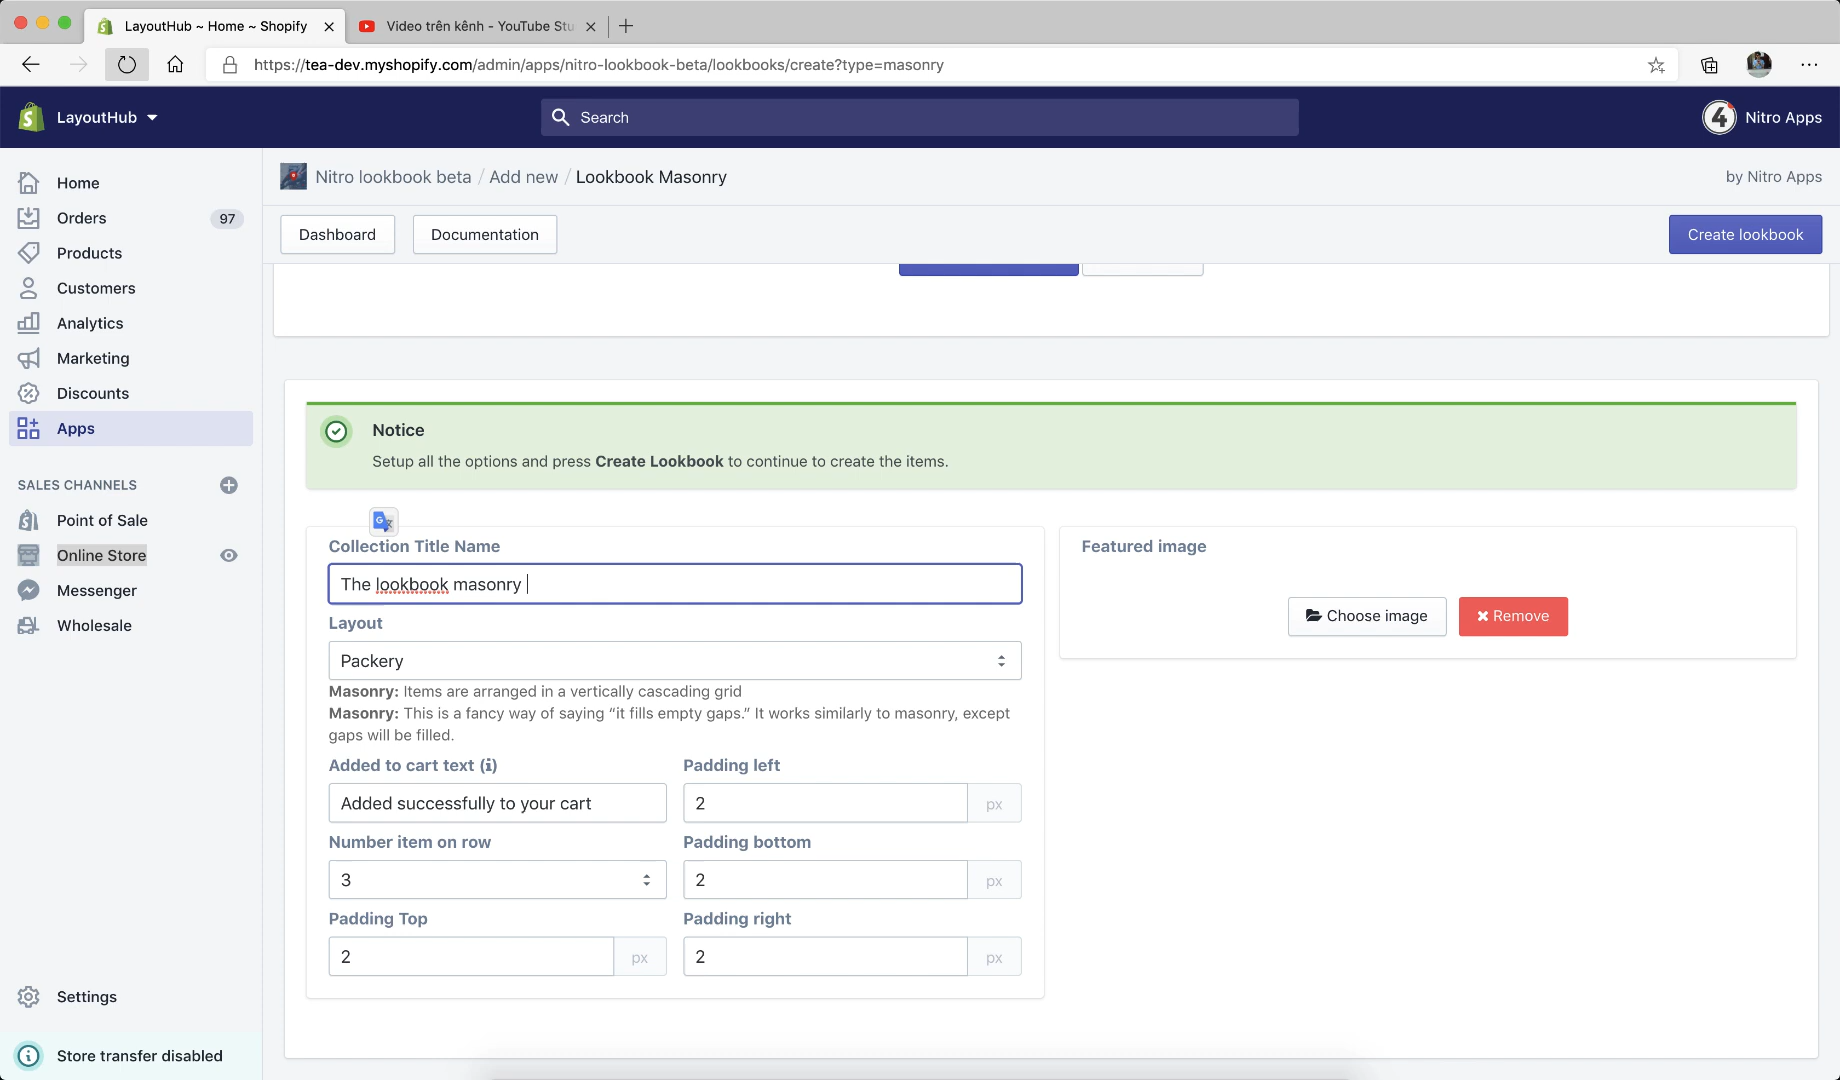 LayoutHub ~ Home ~ Shopify
Video trên kênh - YouTube Stu
https://tea-dev.myshopify.com/admin/apps/nitro-lookbook-beta/lookbooks/create?type=masonry
LayoutHub
Search
Nitro Apps
Home
Orders 97
Products
Customers
Analytics
Marketing
Discounts
Apps
SALES CHANNELS
Point of Sale
Online Store
Messenger
Wholesale
Settings
Store transfer disabled
Nitro lookbook beta / Add new / Lookbook Masonry
by Nitro Apps
Dashboard
Documentation
Create lookbook
Notice
Setup all the options and press Create Lookbook to continue to create the items.
Collection Title Name
The lookbook masonry
Layout
Packery
Masonry: Items are arranged in a vertically cascading grid
Masonry: This is a fancy way of saying “it fills empty gaps.” It works similarly to masonry, except
gaps will be filled.
Added to cart text (i)
Added successfully to your cart
Padding left
2 px
Number item on row
3
Padding bottom
2 px
Padding Top
2 px
Padding right
2 px
Featured image
Choose image
Remove